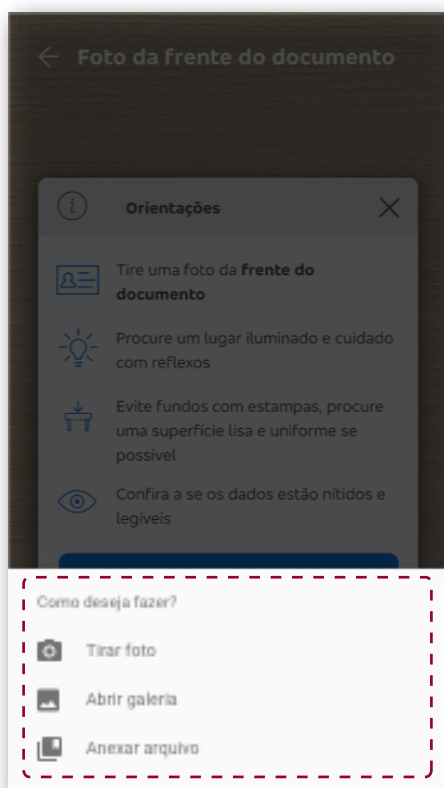 Foto da frente do documento
Orientações
Tire uma foto da frente do
documento
Procure um lugar iluminado e cuidado
com reflexos
Evite fundos com estampas, procure
uma superfície lisa e uniforme se
possível
Confira a se os dados estão nítidos e
legíveis
Como deseja fazer?
Tirar foto
Abrir galeria
Anexar arquivo